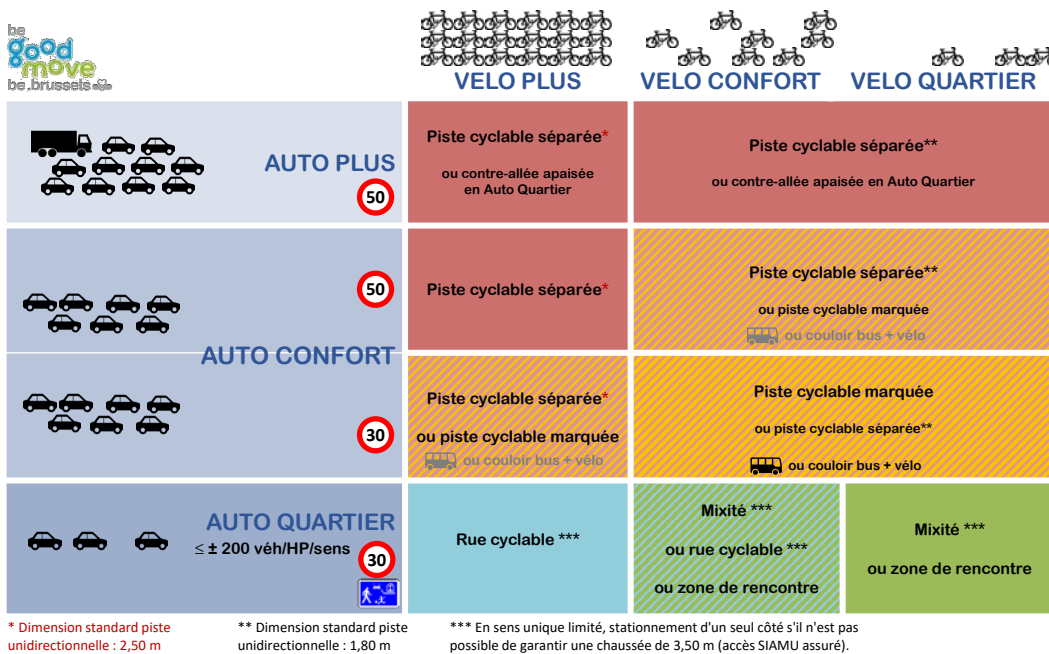 be
good
move
be.brussels
VELO PLUS
VELO CONFORT
VELO QUARTIER
AUTO PLUS
50
Piste cyclable séparée*
ou contre-allée apaisée
en Auto Quartier
Piste cyclable séparée**
ou contre-allée apaisée en Auto Quartier
50
Piste cyclable séparée*
Piste cyclable séparée**
ou piste cyclable marquée
ou couloir bus + vélo
AUTO CONFORT
30
Piste cyclable séparée*
ou piste cyclable marquée
ou couloir bus + vélo
Piste cyclable marquée
ou piste cyclable séparée**
ou couloir bus + vélo
AUTO QUARTIER
≤ ± 200 véh/HP/sens
30
Rue cyclable ***
Mixité ***
ou rue cyclable ***
ou zone de rencontre
Mixité ***
ou zone de rencontre
* Dimension standard piste
unidirectionnelle : 2,50 m
** Dimension standard piste
unidirectionnelle : 1,80 m
*** En sens unique limité, stationnement d'un seul côté s'il n'est pas
possible de garantir une chaussée de 3,50 m (accès SIAMU assuré).